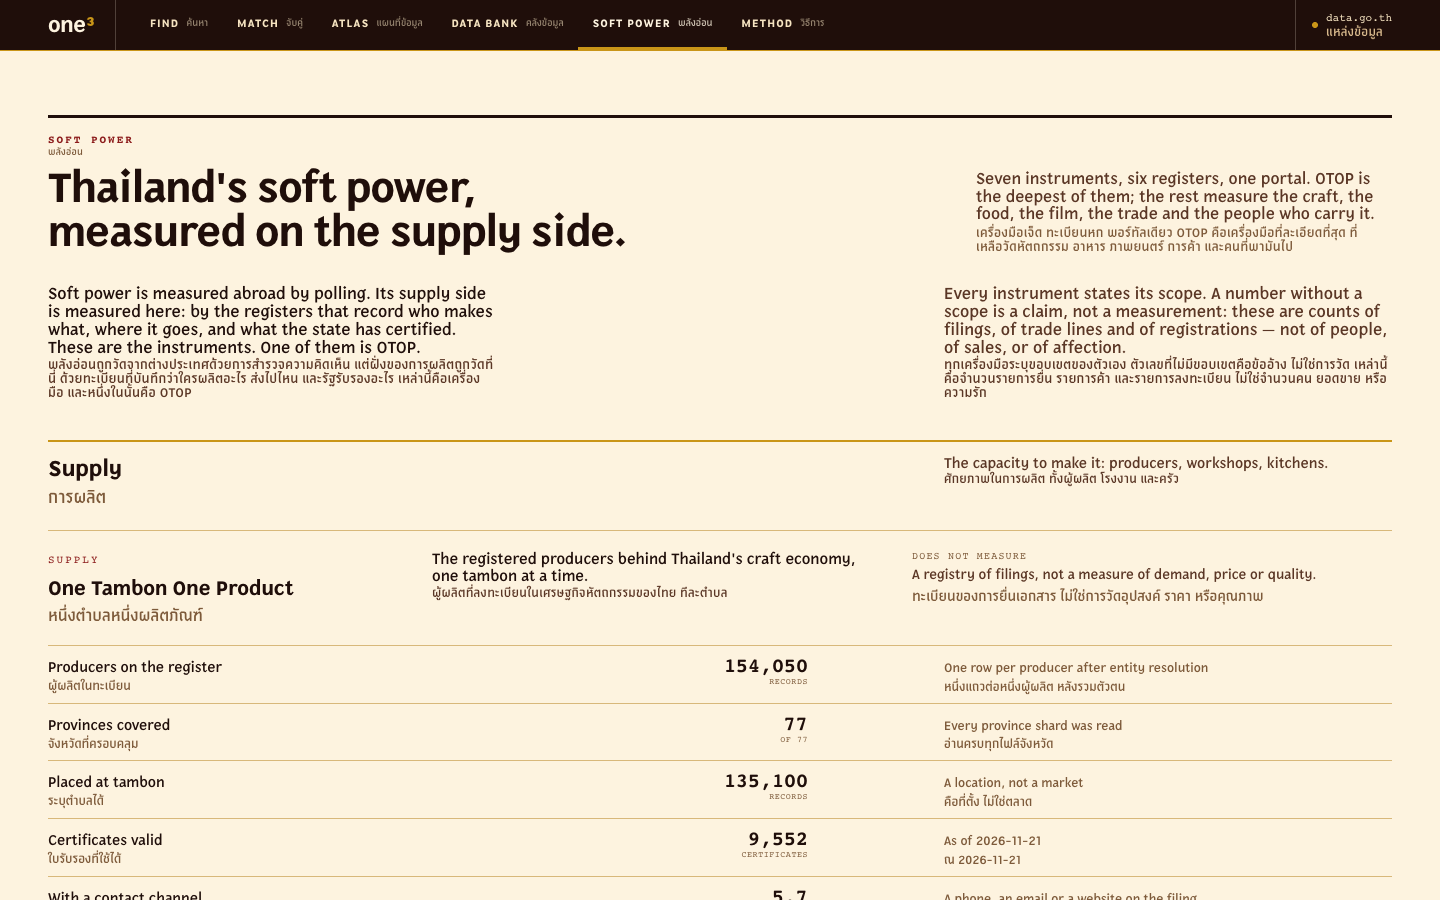 one³
FIND ค้นหา
MATCH จับคู่
ATLAS แผนที่ข้อมูล
DATA BANK คลังข้อมูล
SOFT POWER พลังอ่อน
METHOD วิธีการ
data.go.th
แหล่งข้อมูล
SOFT POWER
พลังอ่อน
Thailand's soft power,
measured on the supply side.
Seven instruments, six registers, one portal. OTOP is
the deepest of them; the rest measure the craft, the
food, the film, the trade and the people who carry it.
เครื่องมือเจ็ด ทะเบียนหก พอร์ทัลเดียว OTOP คือเครื่องมือที่ละเอียดที่สุด ที่
เหลือวัดหัตถกรรม อาหาร ภาพยนตร์ การค้า และคนที่พามันไป
Soft power is measured abroad by polling. Its supply side
is measured here: by the registers that record who makes
what, where it goes, and what the state has certified.
These are the instruments. One of them is OTOP.
พลังอ่อนถูกวัดจากต่างประเทศด้วยการสำรวจความคิดเห็น แต่ฝั่งของการผลิตถูกวัดที่
นี่ ด้วยทะเบียนที่บันทึกว่าใครผลิตอะไร ส่งไปไหน และรัฐรับรองอะไร เหล่านี้คือเครื่อง
มือ และหนึ่งในนั้นคือ OTOP
Every instrument states its scope. A number without a
scope is a claim, not a measurement: these are counts of
filings, of trade lines and of registrations — not of people,
of sales, or of affection.
ทุกเครื่องมือระบุขอบเขตของตัวเอง ตัวเลขที่ไม่มีขอบเขตคือข้ออ้าง ไม่ใช่การวัด เหล่านี้
คือจำนวนรายการยื่น รายการค้า และรายการลงทะเบียน ไม่ใช่จำนวนคน ยอดขาย หรือ
ความรัก
Supply
การผลิต
The capacity to make it: producers, workshops, kitchens.
ศักยภาพในการผลิต ทั้งผู้ผลิต โรงงาน และครัว
SUPPLY
One Tambon One Product
หนึ่งตำบลหนึ่งผลิตภัณฑ์
The registered producers behind Thailand's craft economy,
one tambon at a time.
ผู้ผลิตที่ลงทะเบียนในเศรษฐกิจหัตถกรรมของไทย ทีละตำบล
DOES NOT MEASURE
A registry of filings, not a measure of demand, price or quality.
ทะเบียนของการยื่นเอกสาร ไม่ใช่การวัดอุปสงค์ ราคา หรือคุณภาพ
Producers on the register
ผู้ผลิตในทะเบียน
154,050
RECORDS
One row per producer after entity resolution
หนึ่งแถวต่อหนึ่งผู้ผลิต หลังรวมตัวตน
Provinces covered
จังหวัดที่ครอบคลุม
77
OF 77
Every province shard was read
อ่านครบทุกไฟล์จังหวัด
Placed at tambon
ระบุตำบลได้
135,100
RECORDS
A location, not a market
คือที่ตั้ง ไม่ใช่ตลาด
Certificates valid
ใบรับรองที่ใช้ได้
9,552
CERTIFICATES
As of 2026-11-21
ณ 2026-11-21
With a contact channel
5.7
A phone, an email or a website on the filing